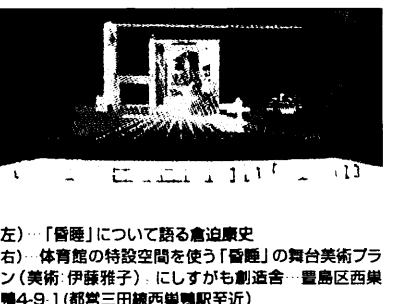 左)…「昏睡」について語る倉迫康史
右)…体育館の特設空間を使う「昏睡」の舞台美術プラ
ン(美術:伊藤雅子)。にしすがも創造舎…豊島区西巣
鴨4-9-1(都営三田線西巣鴨駅至近)